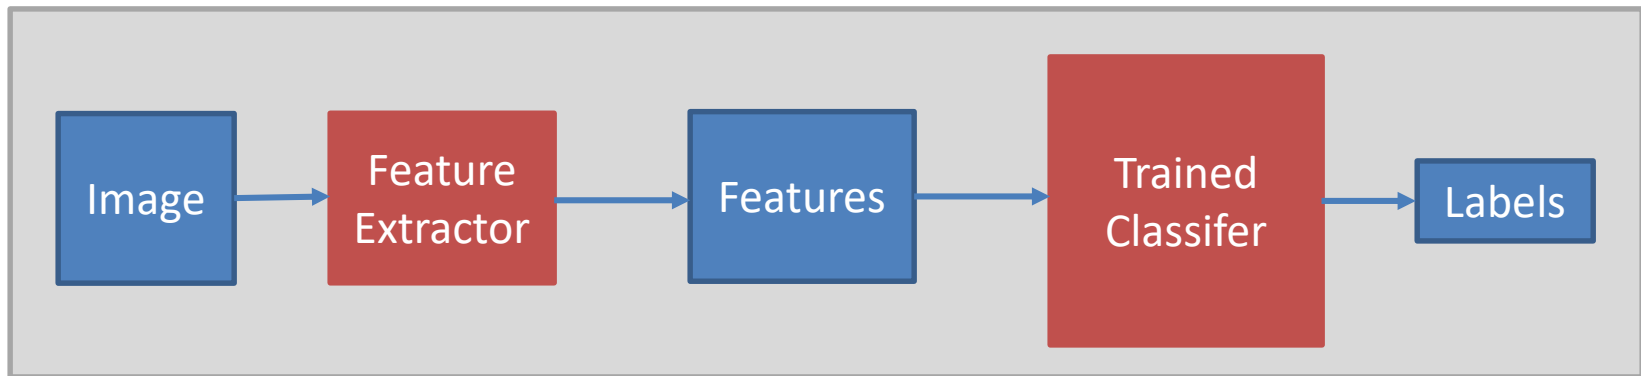 Image
Feature
Extractor
Features
Trained
Classifer
Labels